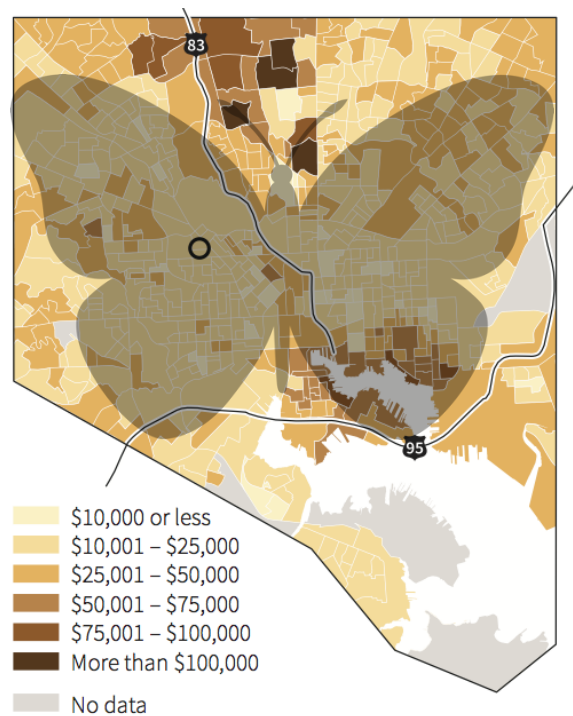 83
95
$10,000 or less
$10,001 – $25,000
$25,001 – $50,000
$50,001 – $75,000
$75,001 – $100,000
More than $100,000
No data